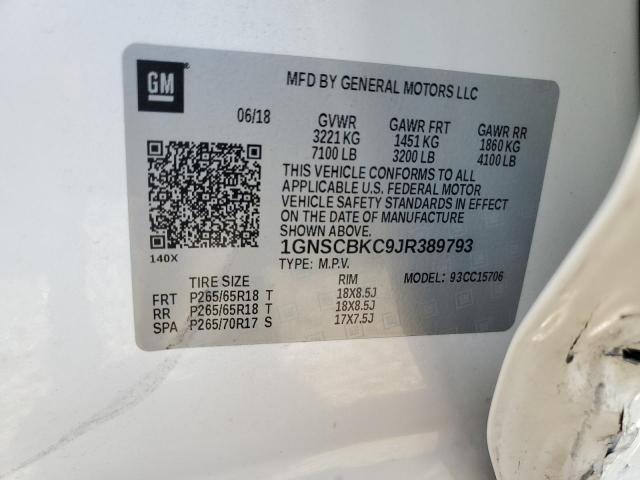 GM
MFD BY GENERAL MOTORS LLC
06/18 GVWR GAWR FRT GAWR RR
3221 KG 1451 KG 1860 KG
7100 LB 3200 LB 4100 LB
THIS VEHICLE CONFORMS TO ALL
APPLICABLE U.S. FEDERAL MOTOR
VEHICLE SAFETY STANDARDS IN EFFECT
ON THE DATE OF MANUFACTURE
SHOWN ABOVE.
1GNSCBKC9JR389793
140X
TYPE: M.P.V. MODEL: 93CC15706
TIRE SIZE RIM
FRT P265/65R18 T 18X8.5J
RR P265/65R18 T 18X8.5J
SPA P265/70R17 S 17X7.5J